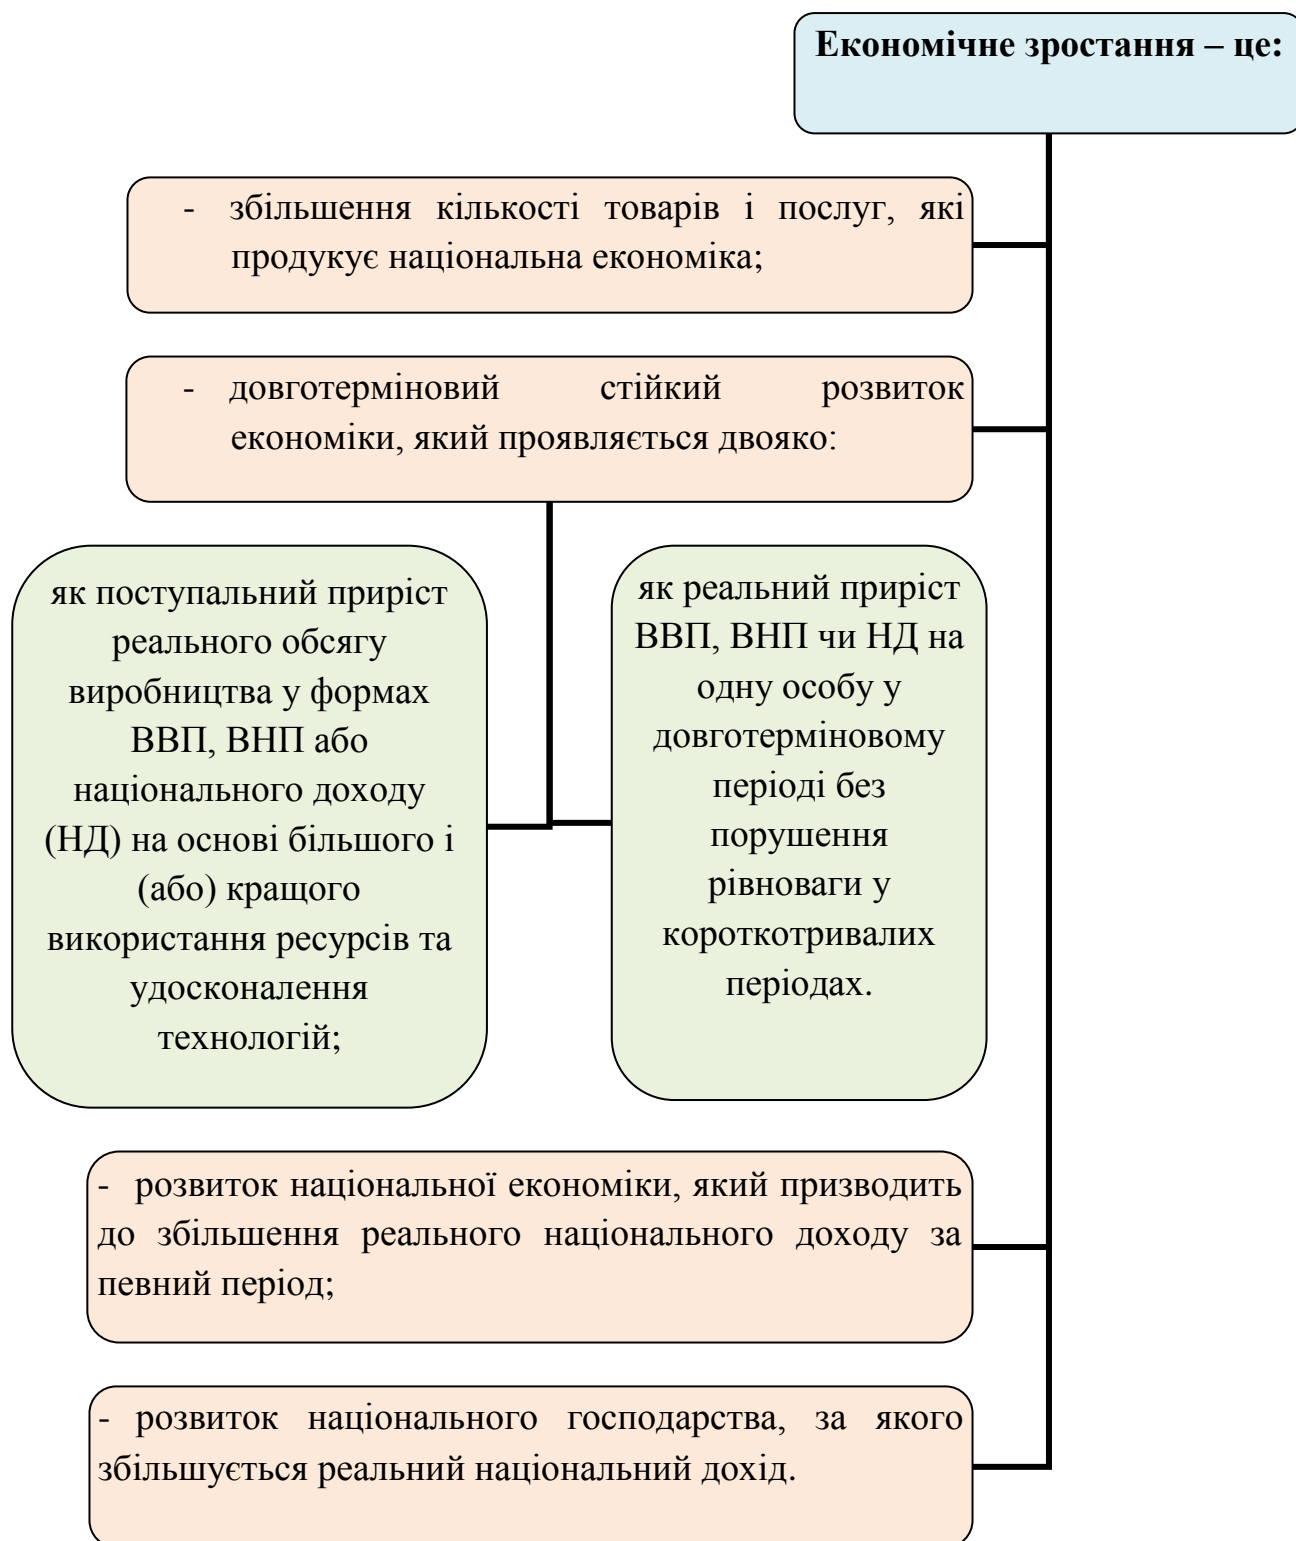 Економічне зростання – це:
- збільшення кількості товарів і послуг, які
продукує національна економіка;
- довготерміновий стійкий розвиток
економіки, який проявляється двояко:
як поступальний приріст
реального обсягу
виробництва у формах
ВВП, ВНП або
національного доходу
(НД) на основі більшого і
(або) кращого
використання ресурсів та
удосконалення
технологій;
як реальний приріст
ВВП, ВНП чи НД на
одну особу у
довготерміновому
періоді без
порушення
рівноваги у
короткотривалих
періодах.
- розвиток національної економіки, який призводить
до збільшення реального національного доходу за
певний період;
- розвиток національного господарства, за якого
збільшується реальний національний дохід.